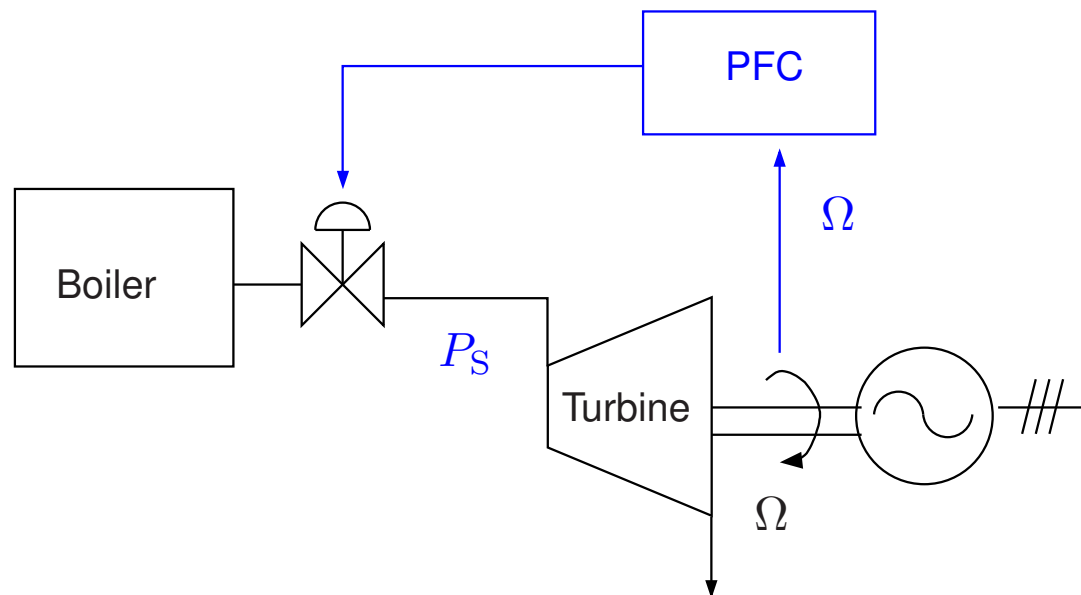 PFC
Ω
Boiler
P_S
Turbine
Ω